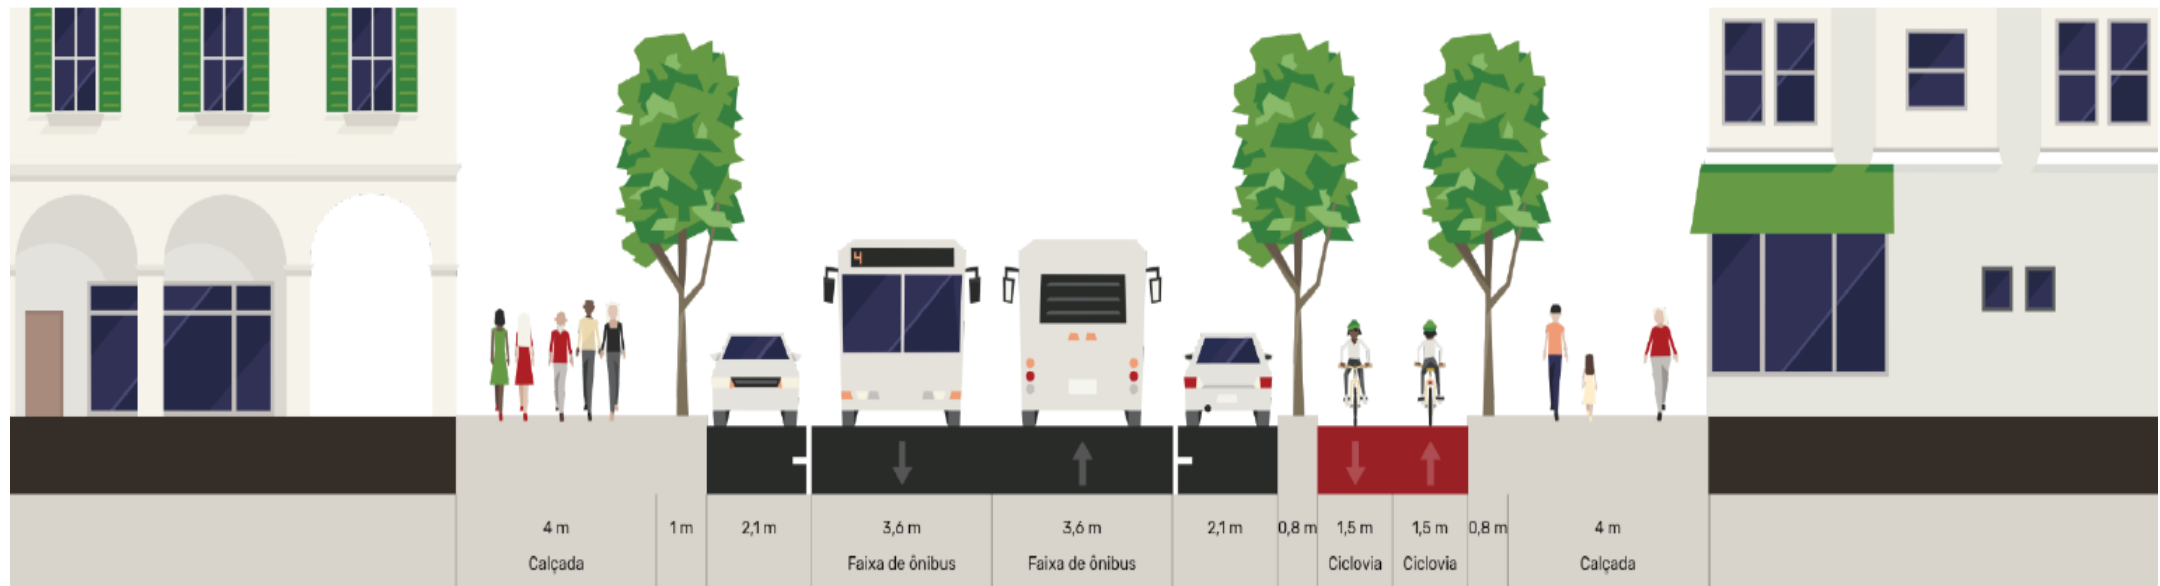 4
4 m
1 m
2,1 m
3,6 m
3,6 m
2,1 m
0,8 m
1,5 m
1,5 m
0,8 m
4 m
Calçada
Faixa de ônibus
Faixa de ônibus
Ciclovia
Ciclovia
Calçada